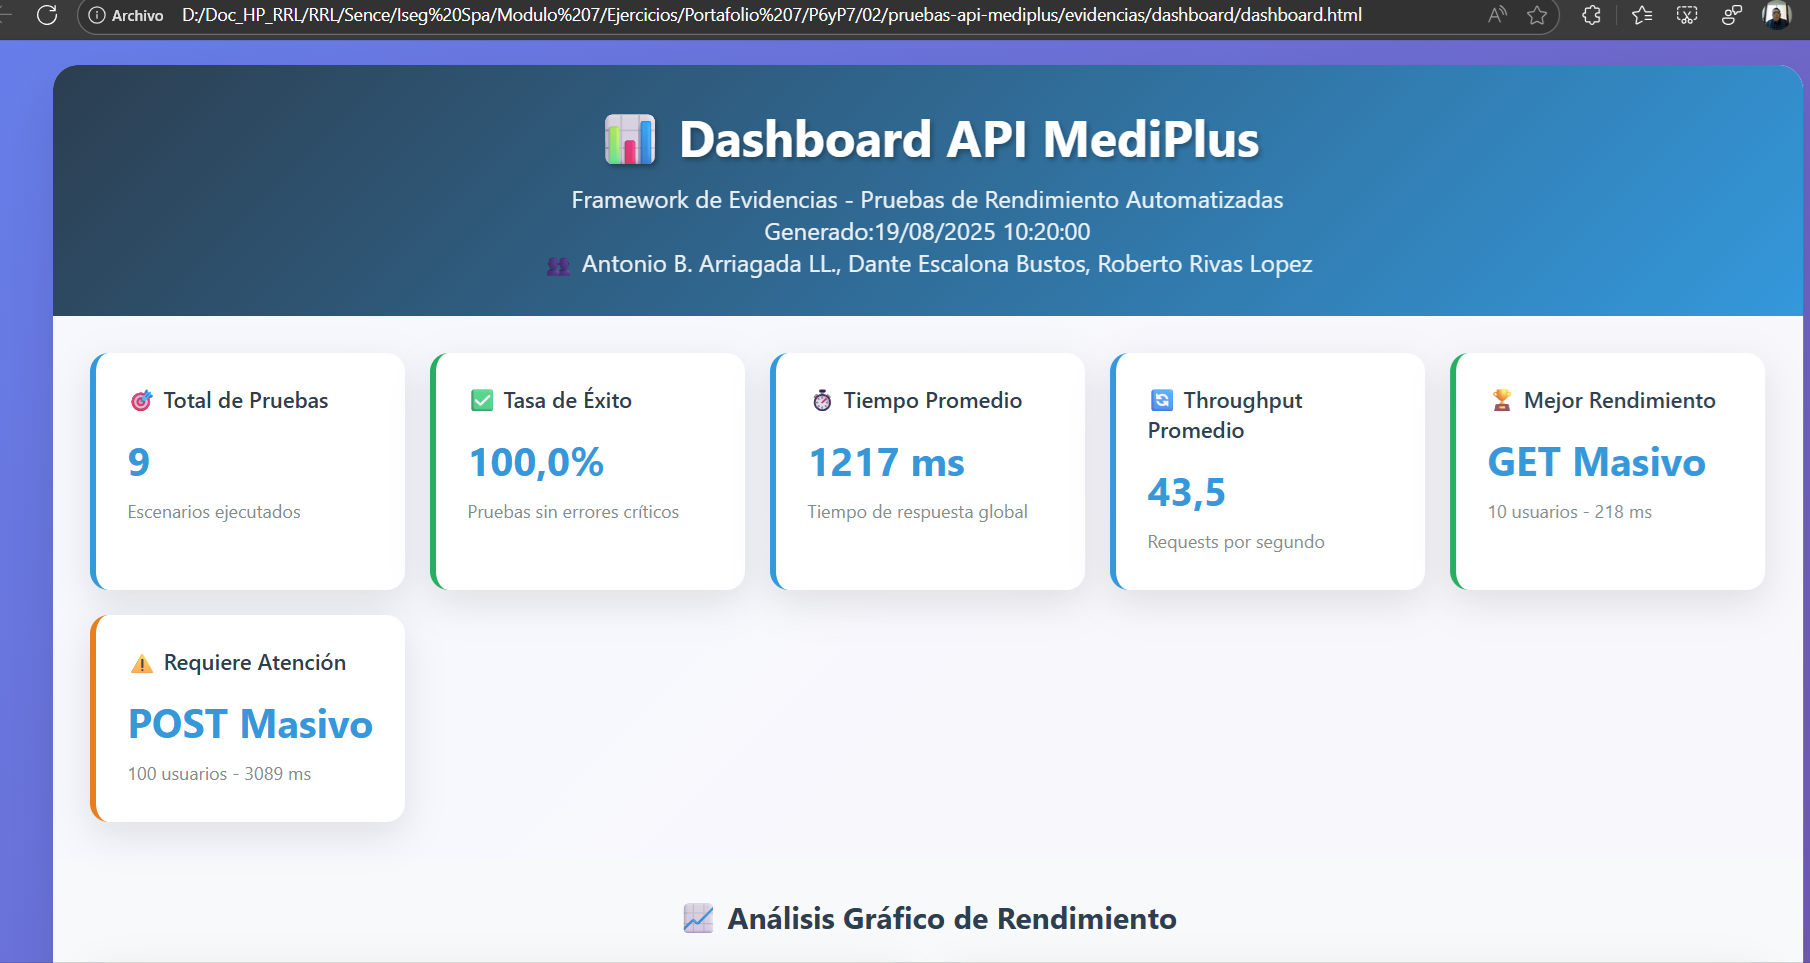 Archivo D:/Doc_HP_RRL/RRL/Sence/Iseg%20Spa/Modulo%207/Ejercicios/Portafolio%207/P6yP7/02/pruebas-api-mediplus/evidencias/dashboard/dashboard.html
Dashboard API MediPlus
Framework de Evidencias - Pruebas de Rendimiento Automatizadas
Generado:19/08/2025 10:20:00
Antonio B. Arriagada LL., Dante Escalona Bustos, Roberto Rivas Lopez
Total de Pruebas
9
Escenarios ejecutados
Tasa de Éxito
100,0%
Pruebas sin errores críticos
Tiempo Promedio
1217 ms
Tiempo de respuesta global
Throughput
Promedio
43,5
Requests por segundo
Mejor Rendimiento
GET Masivo
10 usuarios - 218 ms
Requiere Atención
POST Masivo
100 usuarios - 3089 ms
Análisis Gráfico de Rendimiento